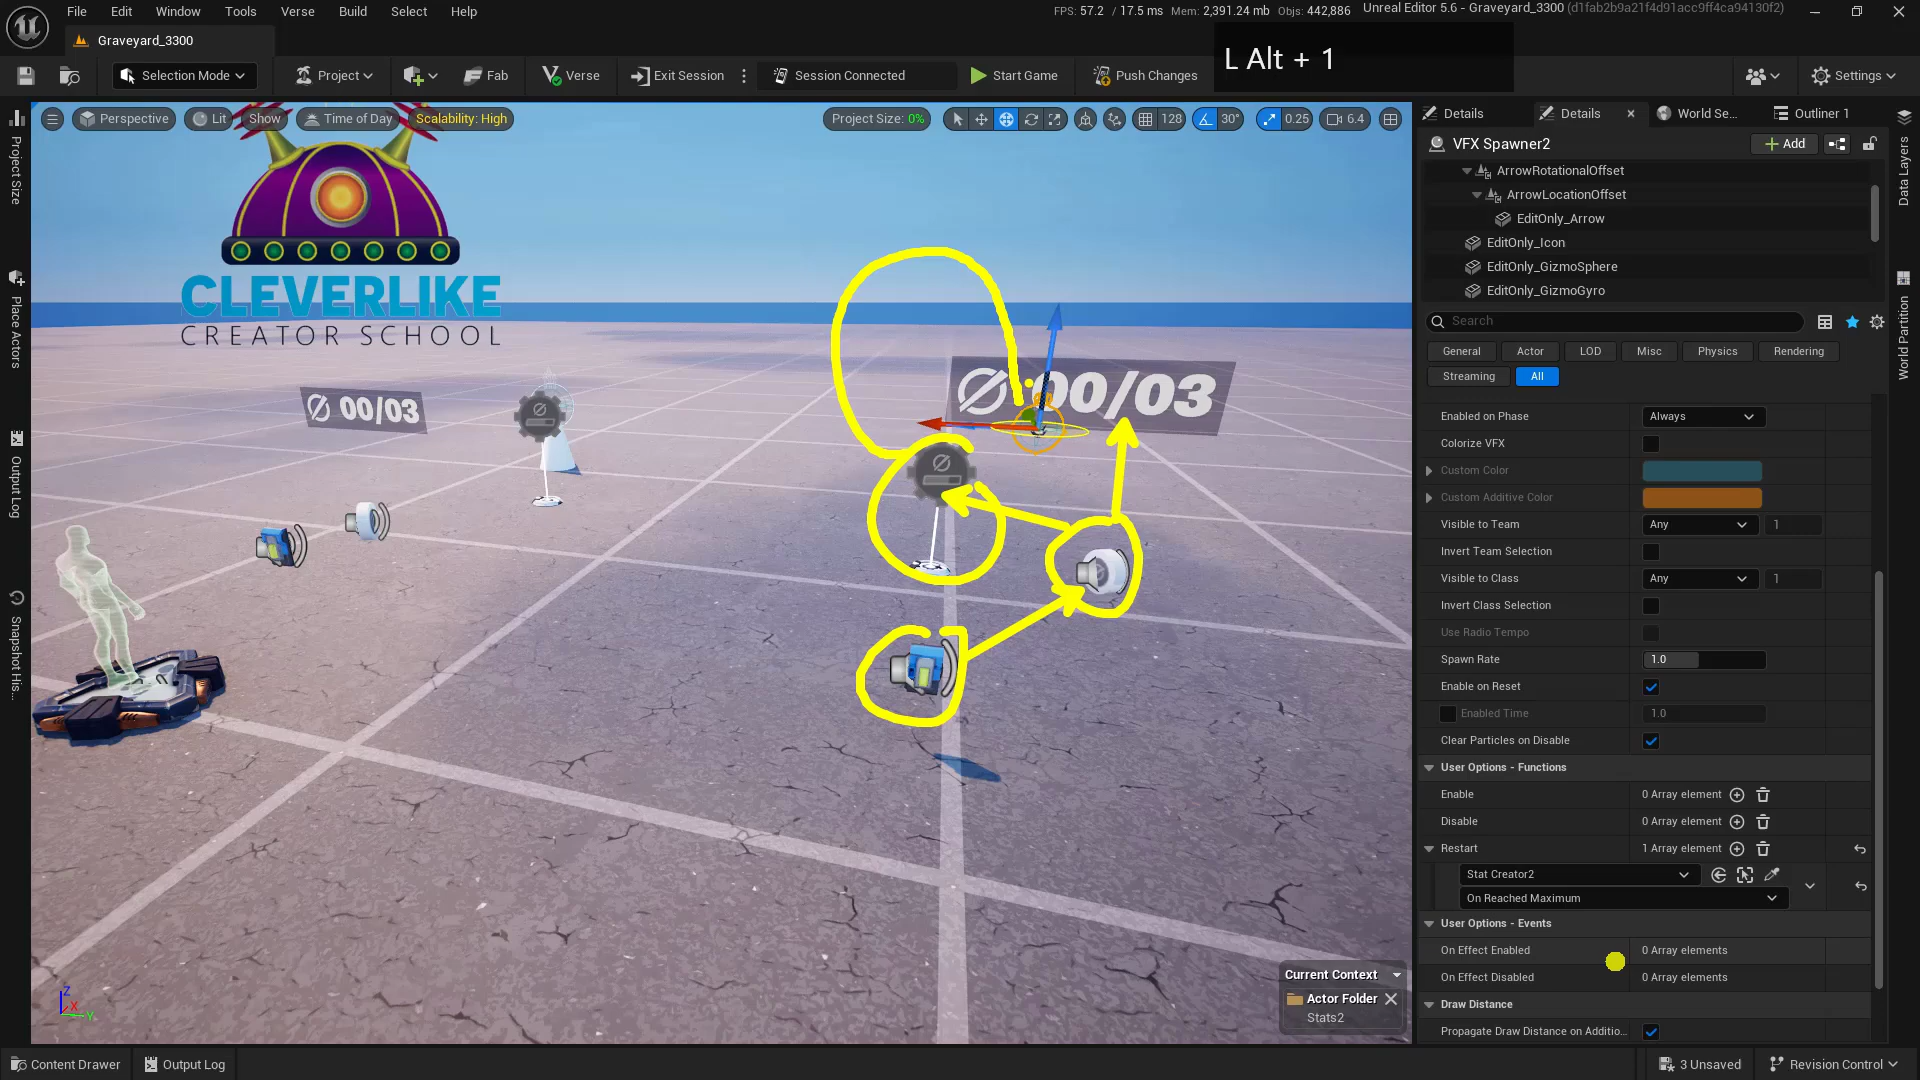 File Edit Window Tools Verse Build Select Help
FPS: 57.2 / 17.5 ms Mem: 2,391.24 mb Objs: 442,886 Unreal Editor 5.6 - Graveyard_3300 (d1fab2b9a21f4d91acc9ff4ca94130f2)
Graveyard_3300
L Alt + 1
Selection Mode Project Fab Verse Exit Session Session Connected Start Game Push Changes Settings
Perspective Lit Show Time of Day Scalability: High
Project Size: 0% 128 30° 0.25 6.4
Project Size
Place Actors
Output Log
Snapshot His...
CLEVERLIKE
CREATOR SCHOOL
00/03
00/03
Z
X
Y
Current Context
Actor Folder
Stats2
Details Details World Se... Outliner 1
VFX Spawner2 Add
ArrowRotationalOffset
ArrowLocationOffset
EditOnly_Arrow
EditOnly_Icon
EditOnly_GizmoSphere
EditOnly_GizmoGyro
Search
General Actor LOD Misc Physics Rendering
Streaming All
Enabled on Phase Always
Colorize VFX
Custom Color
Custom Additive Color
Visible to Team Any 1
Invert Team Selection
Visible to Class Any 1
Invert Class Selection
Use Radio Tempo
Spawn Rate 1.0
Enable on Reset
Enabled Time 1.0
Clear Particles on Disable
User Options - Functions
Enable 0 Array element
Disable 0 Array element
Restart 1 Array element
Stat Creator2
On Reached Maximum
User Options - Events
On Effect Enabled 0 Array elements
On Effect Disabled 0 Array elements
Draw Distance
Propagate Draw Distance on Additio...
Data Layers
World Partition
Content Drawer Output Log 3 Unsaved Revision Control